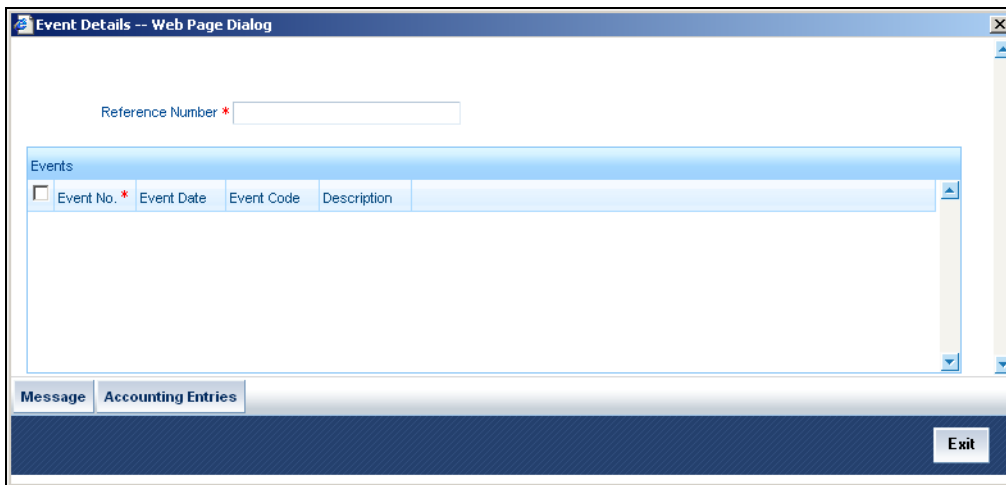 Event Details -- Web Page Dialog
Reference Number *
Events
Event No. * Event Date Event Code Description
Message Accounting Entries
Exit